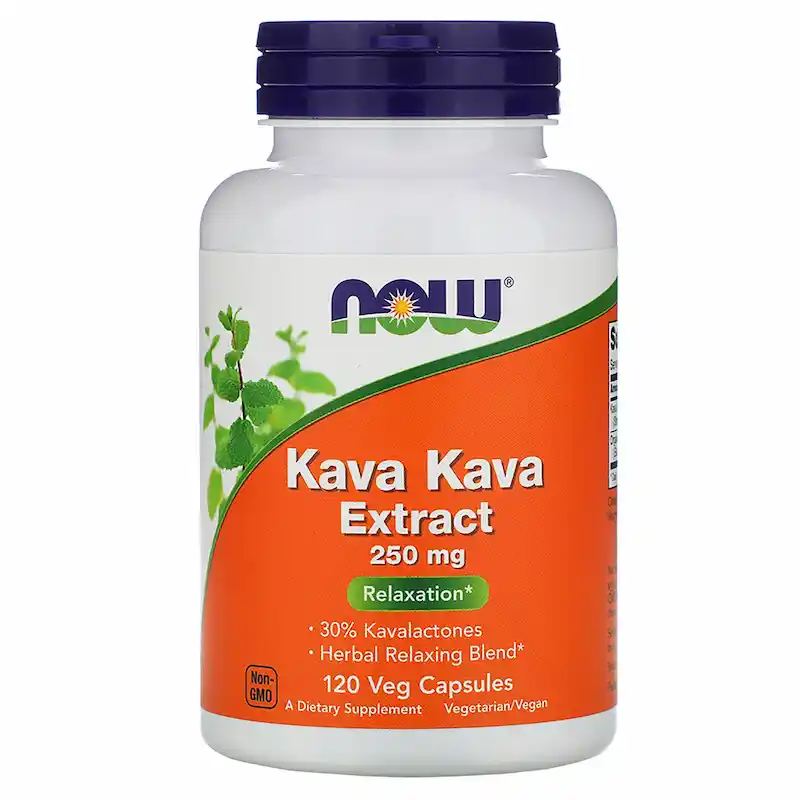 NOW®
Kava Kava
Extract
250 mg
Relaxation*
• 30% Kavalactones
• Herbal Relaxing Blend*
120 Veg Capsules
Non-
GMO
A Dietary Supplement Vegetarian/Vegan